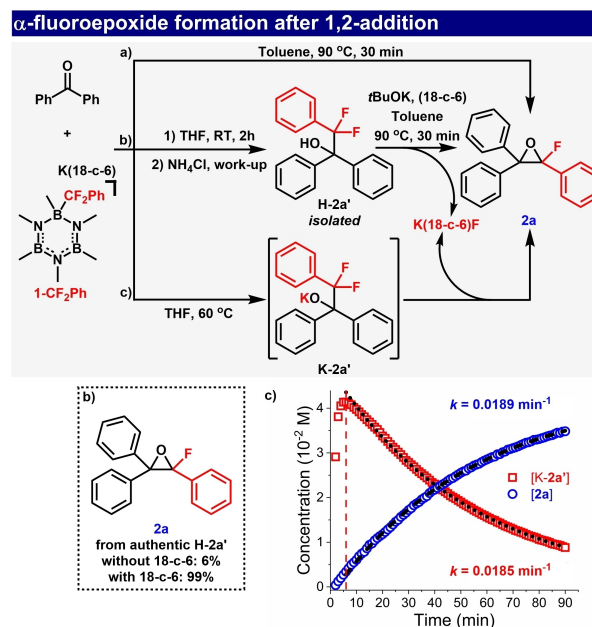 α-fluoroepoxide formation after 1,2-addition
a)
Toluene, 90 °C, 30 min
O
Ph Ph
+
b)
1) THF, RT, 2h
2) NH4Cl, work-up
F
F
HO
H-2a'
isolated
tBuOK, (18-c-6)
Toluene
90 °C, 30 min
O
F
2a
K(18-c-6)F
K(18-c-6)
CF2Ph
B
N N
B B
N
1-CF2Ph
c)
THF, 60 °C
F
F
KO
K-2a'
b)
O
F
2a
from authentic H-2a'
without 18-c-6: 6%
with 18-c-6: 99%
c)
Concentration (10-2 M)
4
3
2
1
0
k = 0.0189 min-1
[K-2a']
[2a]
k = 0.0185 min-1
0 10 20 30 40 50 60 70 80 90
Time (min)